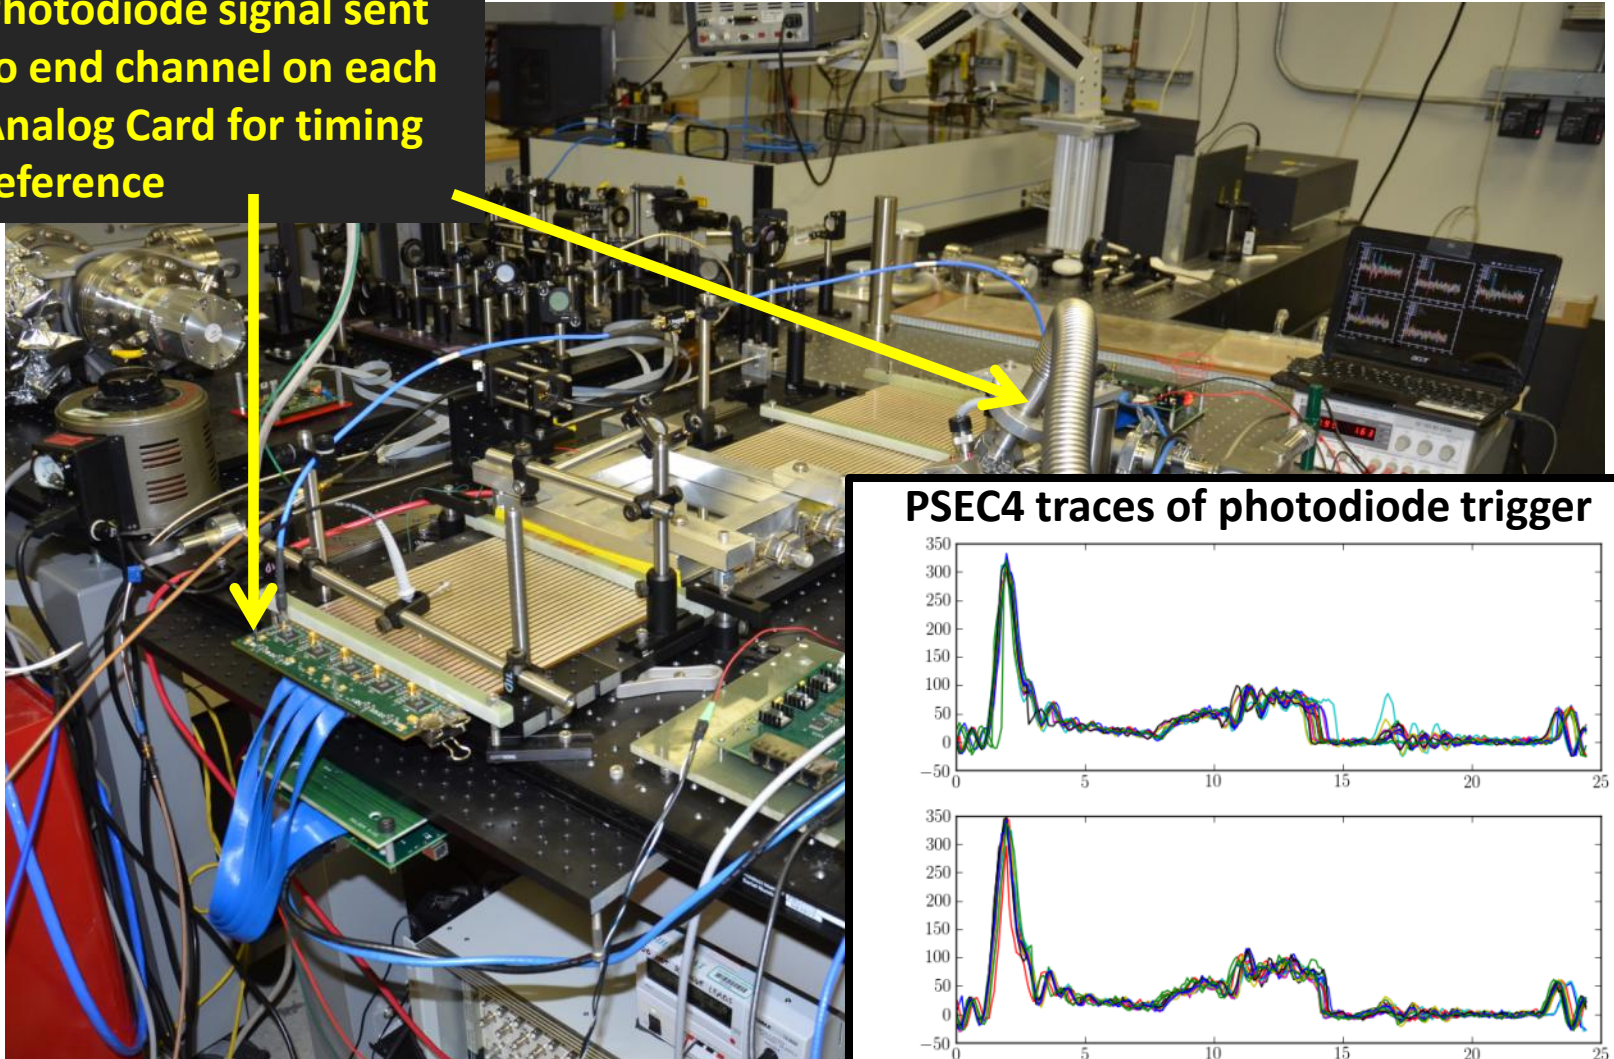 hotodiode signal sent
o end channel on each
Analog Card for timing
eference
acer
PSEC4 traces of photodiode trigger
350
300
250
200
150
100
50
0
−50
0 5 10 15 20 25
350
300
250
200
150
100
50
0
−50
0 5 10 15 20 25